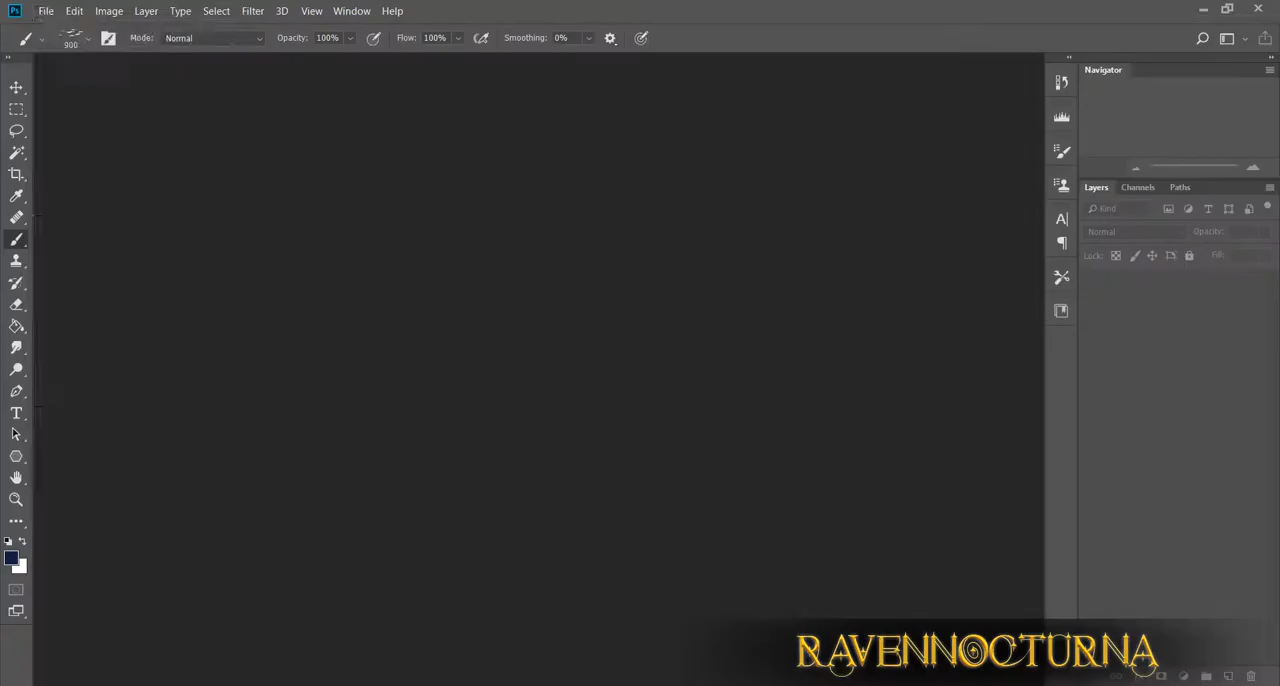 Ps File Edit Image Layer Type Select Filter 3D View Window Help
900 Mode: Normal Opacity: 100% Flow: 100% Smoothing: 0%
Navigator
Layers Channels Paths
Kind
Normal Opacity:
Lock: Fill:
RAVENNOCTURNA